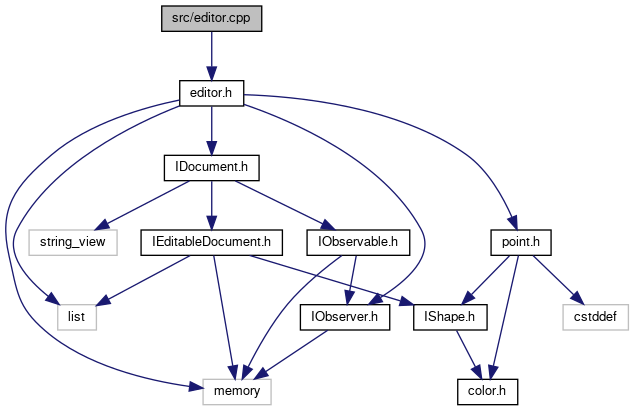 src/editor.cpp
editor.h
IDocument.h
string_view
IEditableDocument.h
IObservable.h
point.h
list
IObserver.h
IShape.h
cstddef
memory
color.h